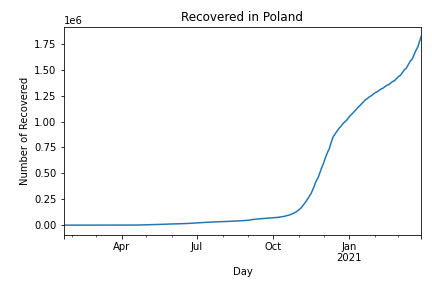 Recovered in Poland
1e6
1.75
1.50
1.25
1.00
0.75
0.50
0.25
0.00
Number of Recovered
Apr
Jul
Oct
Jan
2021
Day